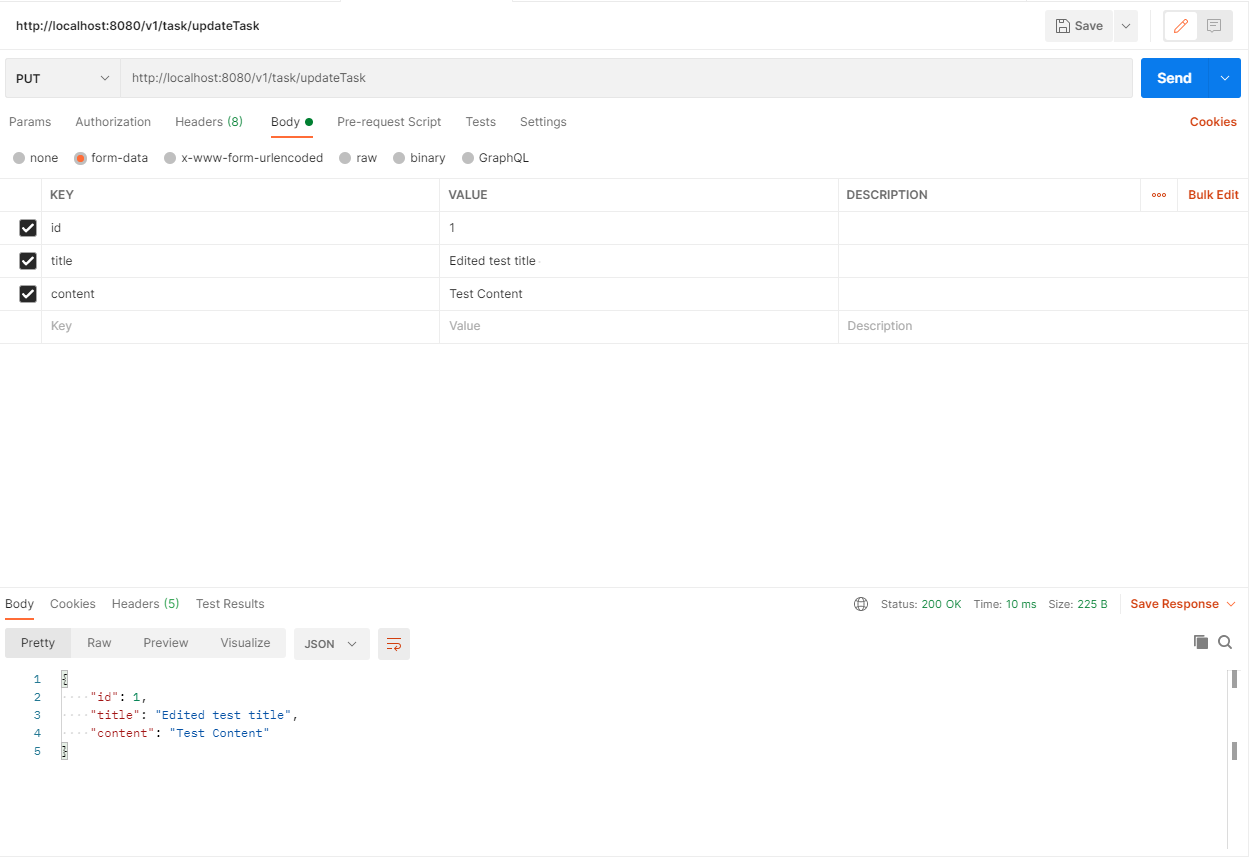 http://localhost:8080/v1/task/updateTask
Save
PUT
http://localhost:8080/v1/task/updateTask
Send
Params Authorization Headers (8) Body Pre-request Script Tests Settings Cookies
none form-data x-www-form-urlencoded raw binary GraphQL
KEY VALUE DESCRIPTION Bulk Edit
id 1
title Edited test title
content Test Content
Key Value Description
Body Cookies Headers (5) Test Results Status: 200 OK Time: 10 ms Size: 225 B Save Response
Pretty Raw Preview Visualize JSON
1 {
2 "id": 1,
3 "title": "Edited test title",
4 "content": "Test Content"
5 }